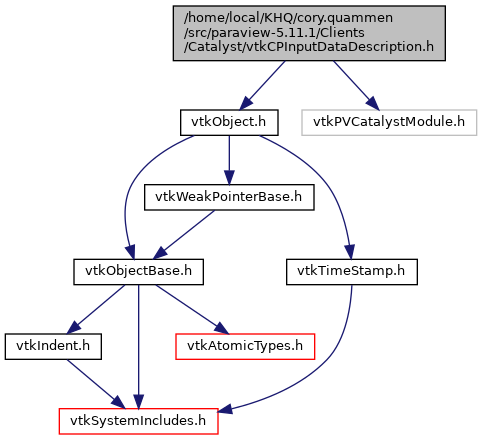 /home/local/KHQ/cory.quammen
/src/paraview-5.11.1/Clients
/Catalyst/vtkCPInputDataDescription.h
vtkObject.h
vtkPVCatalystModule.h
vtkWeakPointerBase.h
vtkObjectBase.h
vtkTimeStamp.h
vtkIndent.h
vtkAtomicTypes.h
vtkSystemIncludes.h